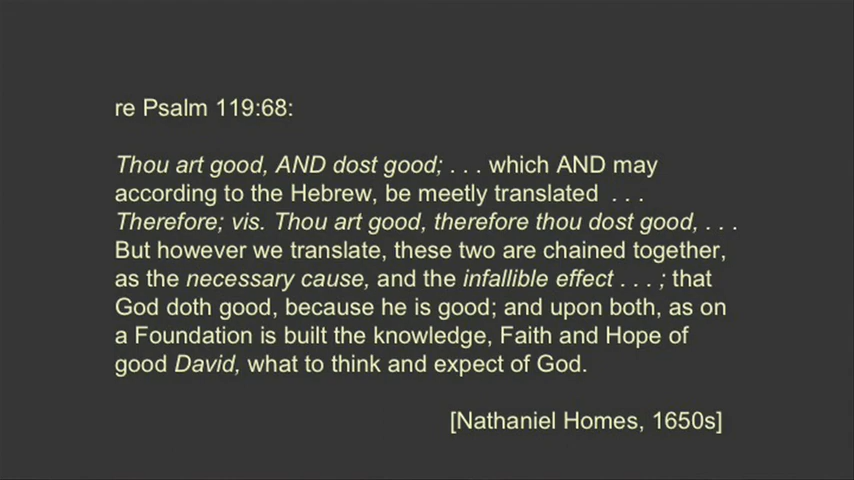 re Psalm 119:68:
Thou art good, AND dost good; . . . which AND may
according to the Hebrew, be meetly translated . . .
Therefore; vis. Thou art good, therefore thou dost good, . . .
But however we translate, these two are chained together,
as the necessary cause, and the infallible effect . . . ; that
God doth good, because he is good; and upon both, as on
a Foundation is built the knowledge, Faith and Hope of
good David, what to think and expect of God.
[Nathaniel Homes, 1650s]